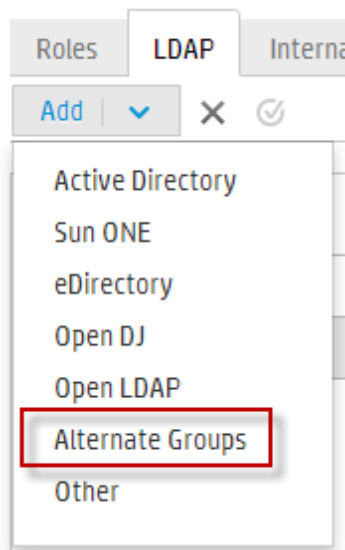 Roles LDAP Interna
Add
Active Directory
Sun ONE
eDirectory
Open DJ
Open LDAP
Alternate Groups
Other